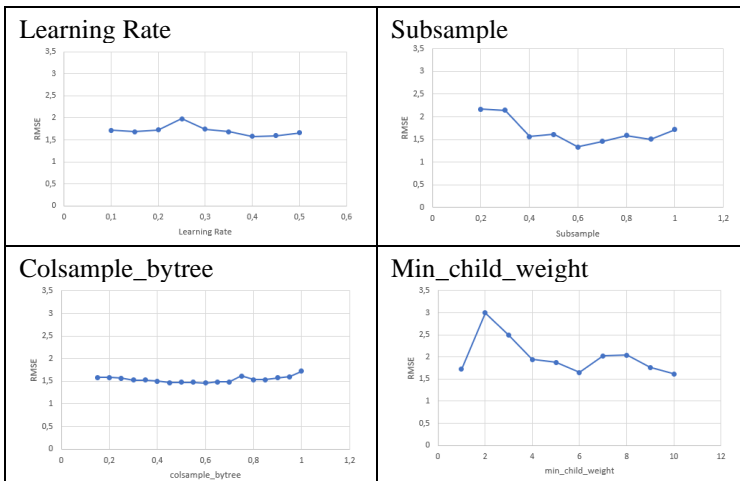 Learning Rate
3,5
3
2,5
2
1,5
1
0,5
0
RMSE
0 0,1 0,2 0,3 0,4 0,5 0,6
Learning Rate
Subsample
3,5
3
2,5
2
1,5
1
0,5
0
RMSE
0 0,2 0,4 0,6 0,8 1 1,2
Subsample
Colsample_bytree
3,5
3
2,5
2
1,5
1
0,5
0
RMSE
0 0,2 0,4 0,6 0,8 1 1,2
colsample_bytree
Min_child_weight
3,5
3
2,5
2
1,5
1
0,5
0
RMSE
0 2 4 6 8 10 12
min_child_weight